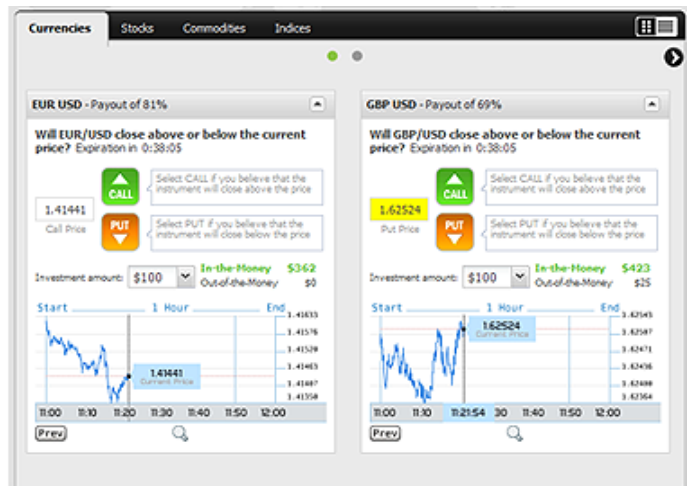 Currencies Stocks Commodities Indices
EUR USD - Payout of 81%
Will EUR/USD close above or below the current
price? Expiration in 0:38:05
CALL
Select CALL if you believe that the
instrument will close above the price
1.41441
Call Price
PUT
Select PUT if you believe that the
instrument will close below the price
Investment amount: $100
In-the-Money $362
Out-of-the-Money $0
Start 1 Hour End
1.41633
1.41576
1.41520
1.41463
1.41407
1.41350
1.41441
Current Price
11:00 11:10 11:20 11:30 11:40 11:50 12:00
Prev
GBP USD - Payout of 69%
Will GBP/USD close above or below the current
price? Expiration in 0:38:05
CALL
Select CALL if you believe that the
instrument will close above the price
1.62524
Put Price
PUT
Select PUT if you believe that the
instrument will close below the price
Investment amount: $100
In-the-Money $423
Out-of-the-Money $25
Start 1 Hour End
1.62543
1.62507
1.62471
1.62436
1.62400
1.62364
1.62524
Current Price
11:00 11:10 11:21:54 30 11:40 11:50 12:00
Prev